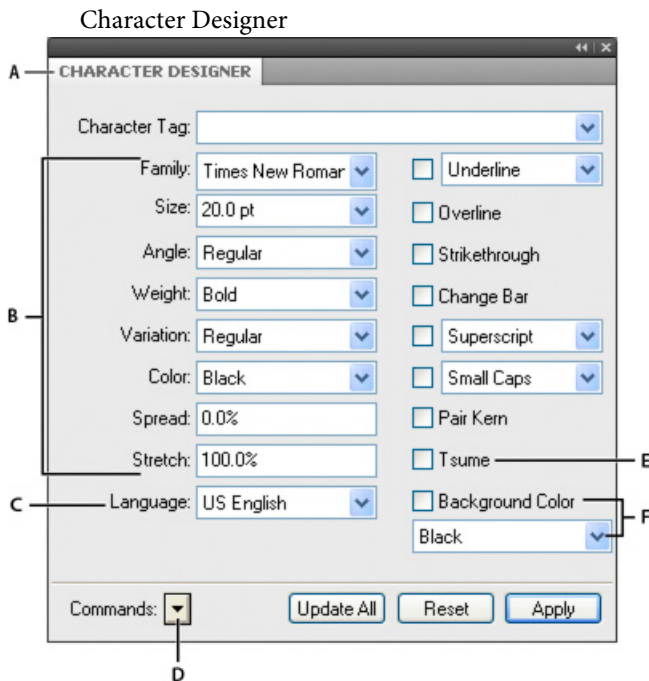 Character Designer
A
CHARACTER DESIGNER
Character Tag:
B
Family: Times New Roman
Underline
Size: 20.0 pt
Overline
Angle: Regular
Strikethrough
Weight: Bold
Change Bar
Variation: Regular
Superscript
Color: Black
Small Caps
Spread: 0.0%
Pair Kern
Stretch: 100.0%
Tsume
E
C
Language: US English
Background Color
F
Black
Commands:
Update All
Reset
Apply
D